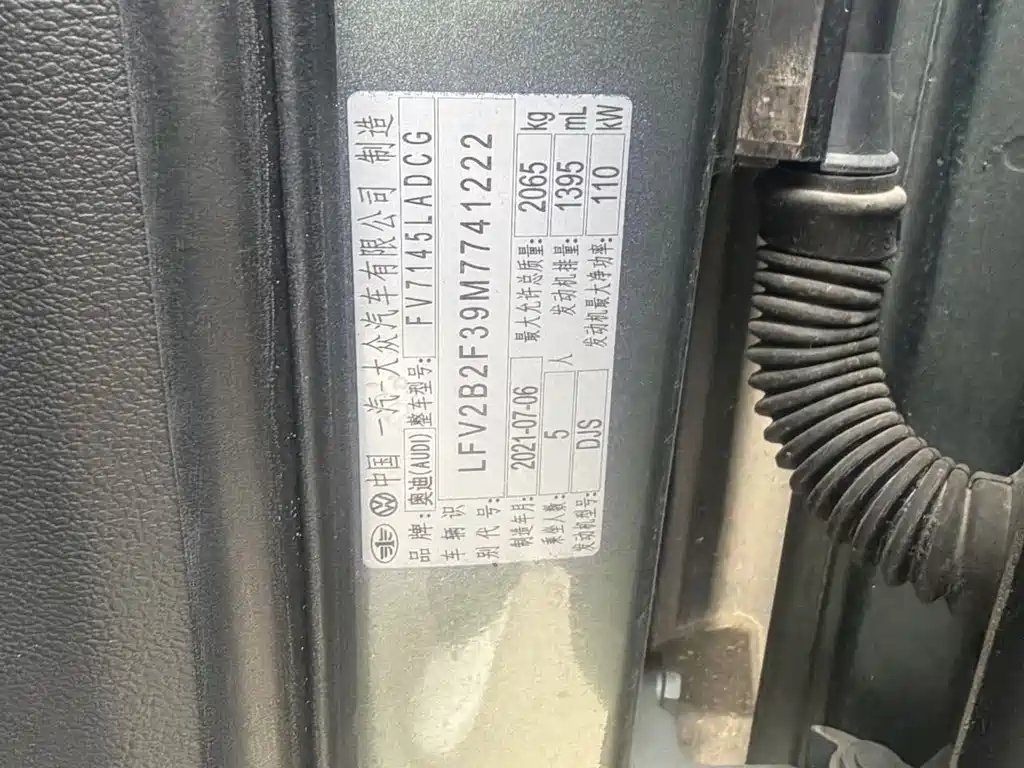 中国 一汽-大众汽车有限公司 制造
品牌: 奥迪(AUDI) 整车型号: FV7145LADCG
车辆识别代号: LFV2B2F39M7741222
制造年月: 2021-07-06 最大允许总质量: 2065 kg
乘坐人数: 5 人 发动机排量: 1395 mL
发动机型号: DJS 发动机最大净功率: 110 kW